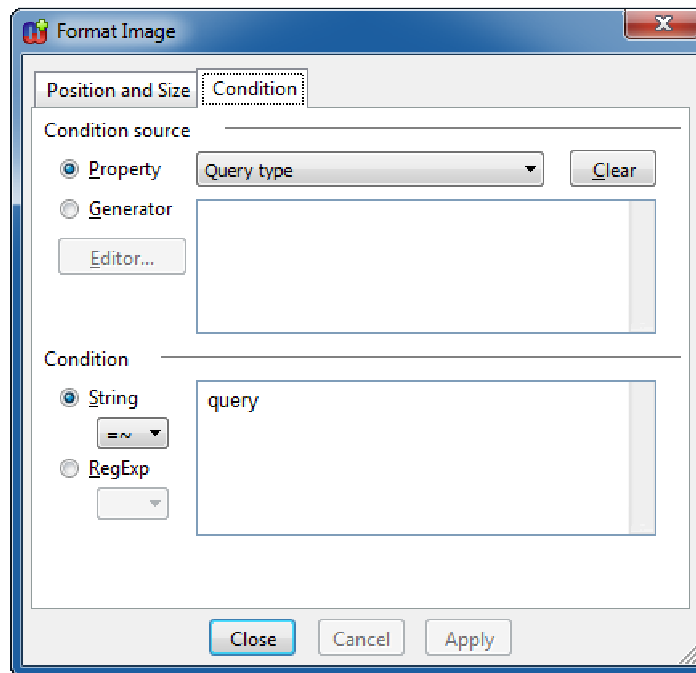 Format Image
Position and Size Condition
Condition source
Property Query type Clear
Generator
Editor...
Condition
String query
=~
RegExp
Close Cancel Apply